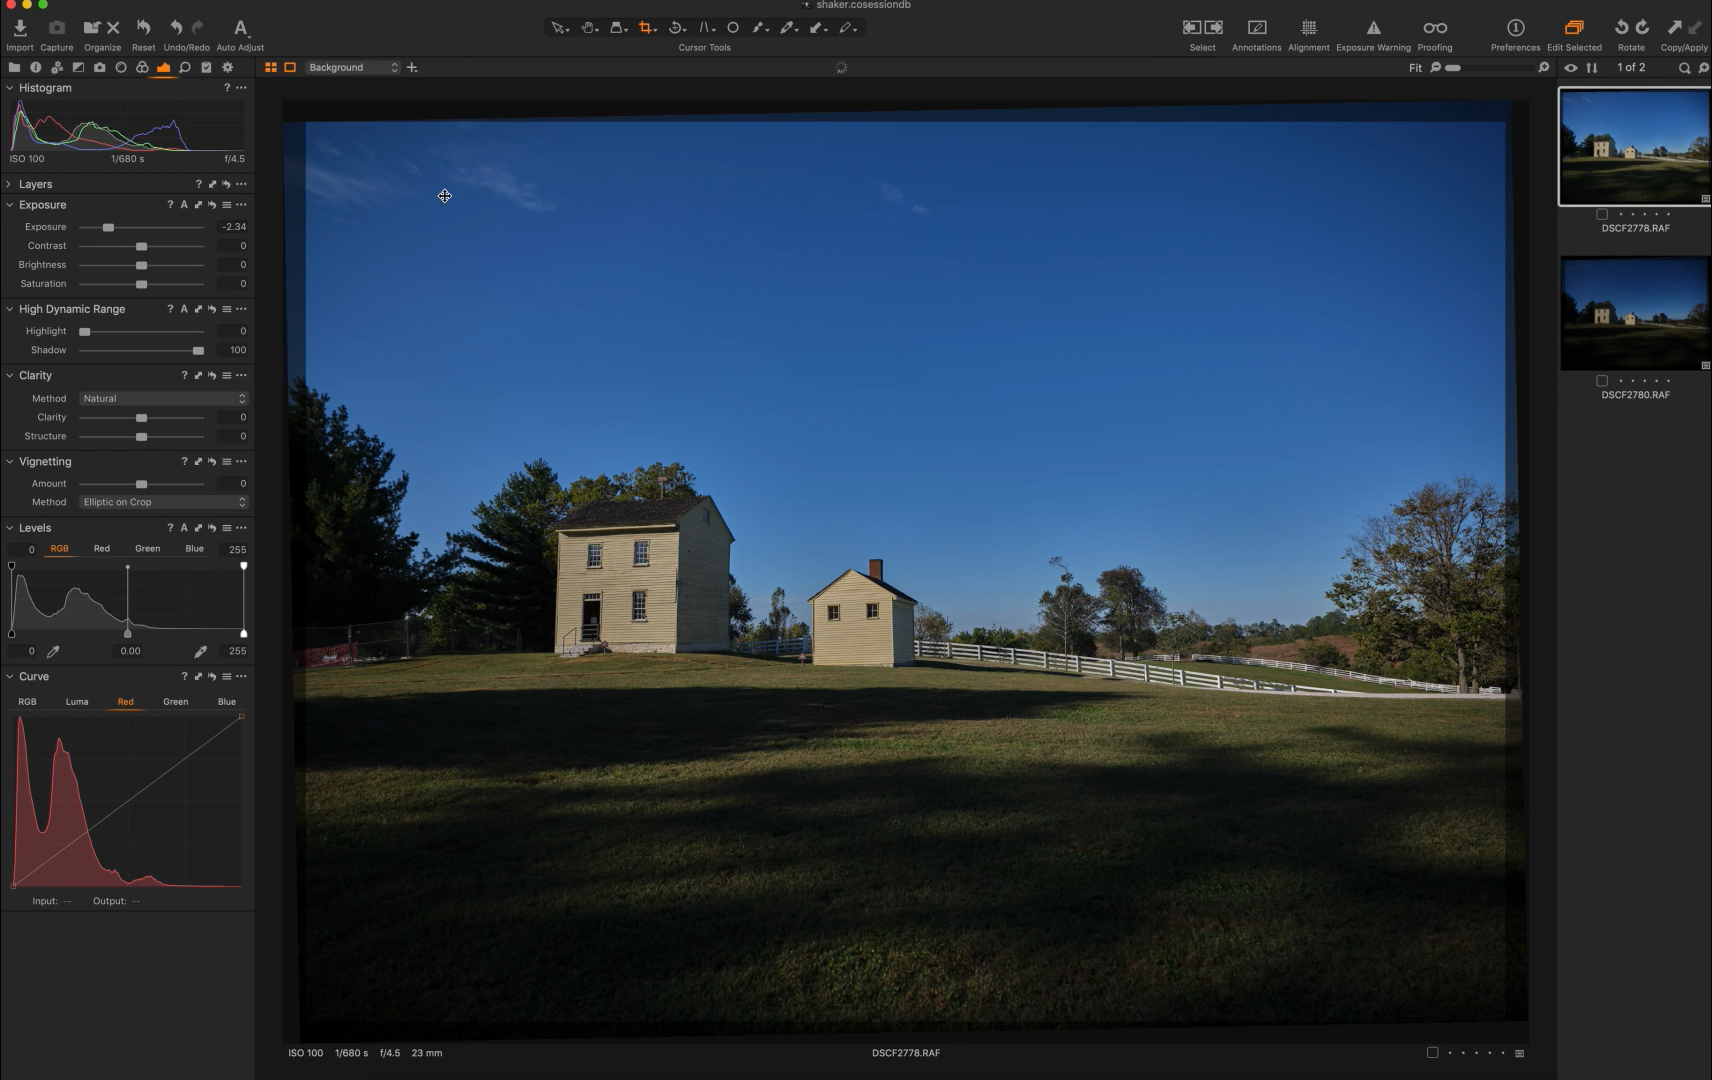 shaker.cosessiondb
Import Capture Organize Reset Undo/Redo Auto Adjust Cursor Tools Select Annotations Alignment Exposure Warning Proofing Preferences Edit Selected Rotate Copy/Apply
Background Fit 1 of 2
Histogram ? ...
ISO 100 1/680 s f/4.5
Layers ? ...
Exposure ? A ...
Exposure -2.34
Contrast 0
Brightness 0
Saturation 0
High Dynamic Range ? A ...
Highlight 0
Shadow 100
Clarity ? ...
Method Natural
Clarity 0
Structure 0
Vignetting ? ...
Amount 0
Method Elliptic on Crop
Levels ? A ...
0 RGB Red Green Blue 255
0 0.00 255
Curve ? ...
RGB Luma Red Green Blue
Input: -- Output: --
ISO 100 1/680 s f/4.5 23 mm DSCF2778.RAF
DSCF2778.RAF
DSCF2780.RAF